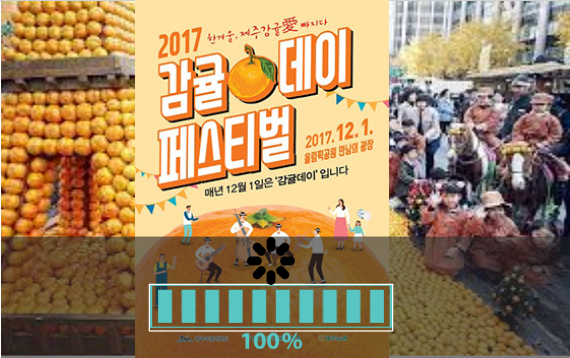 2017 한겨울, 제주감귤愛 빠지다
감귤 데이
페스티벌
2017. 12. 1.
올림픽공원 만남의 광장
매년 12월 1일은 '감귤데이' 입니다
100%